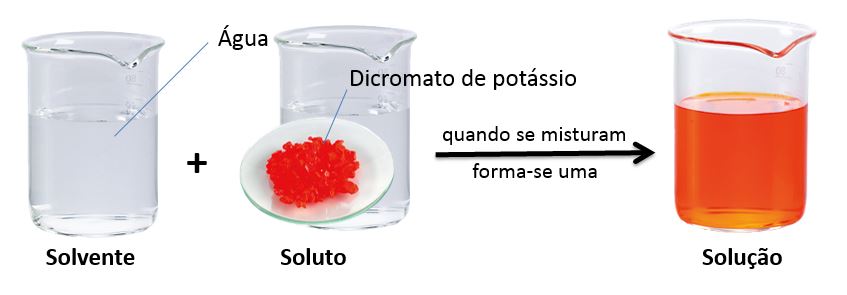 Água
Dicromato de potássio
quando se misturam
forma-se uma
+
Solvente
Soluto
Solução